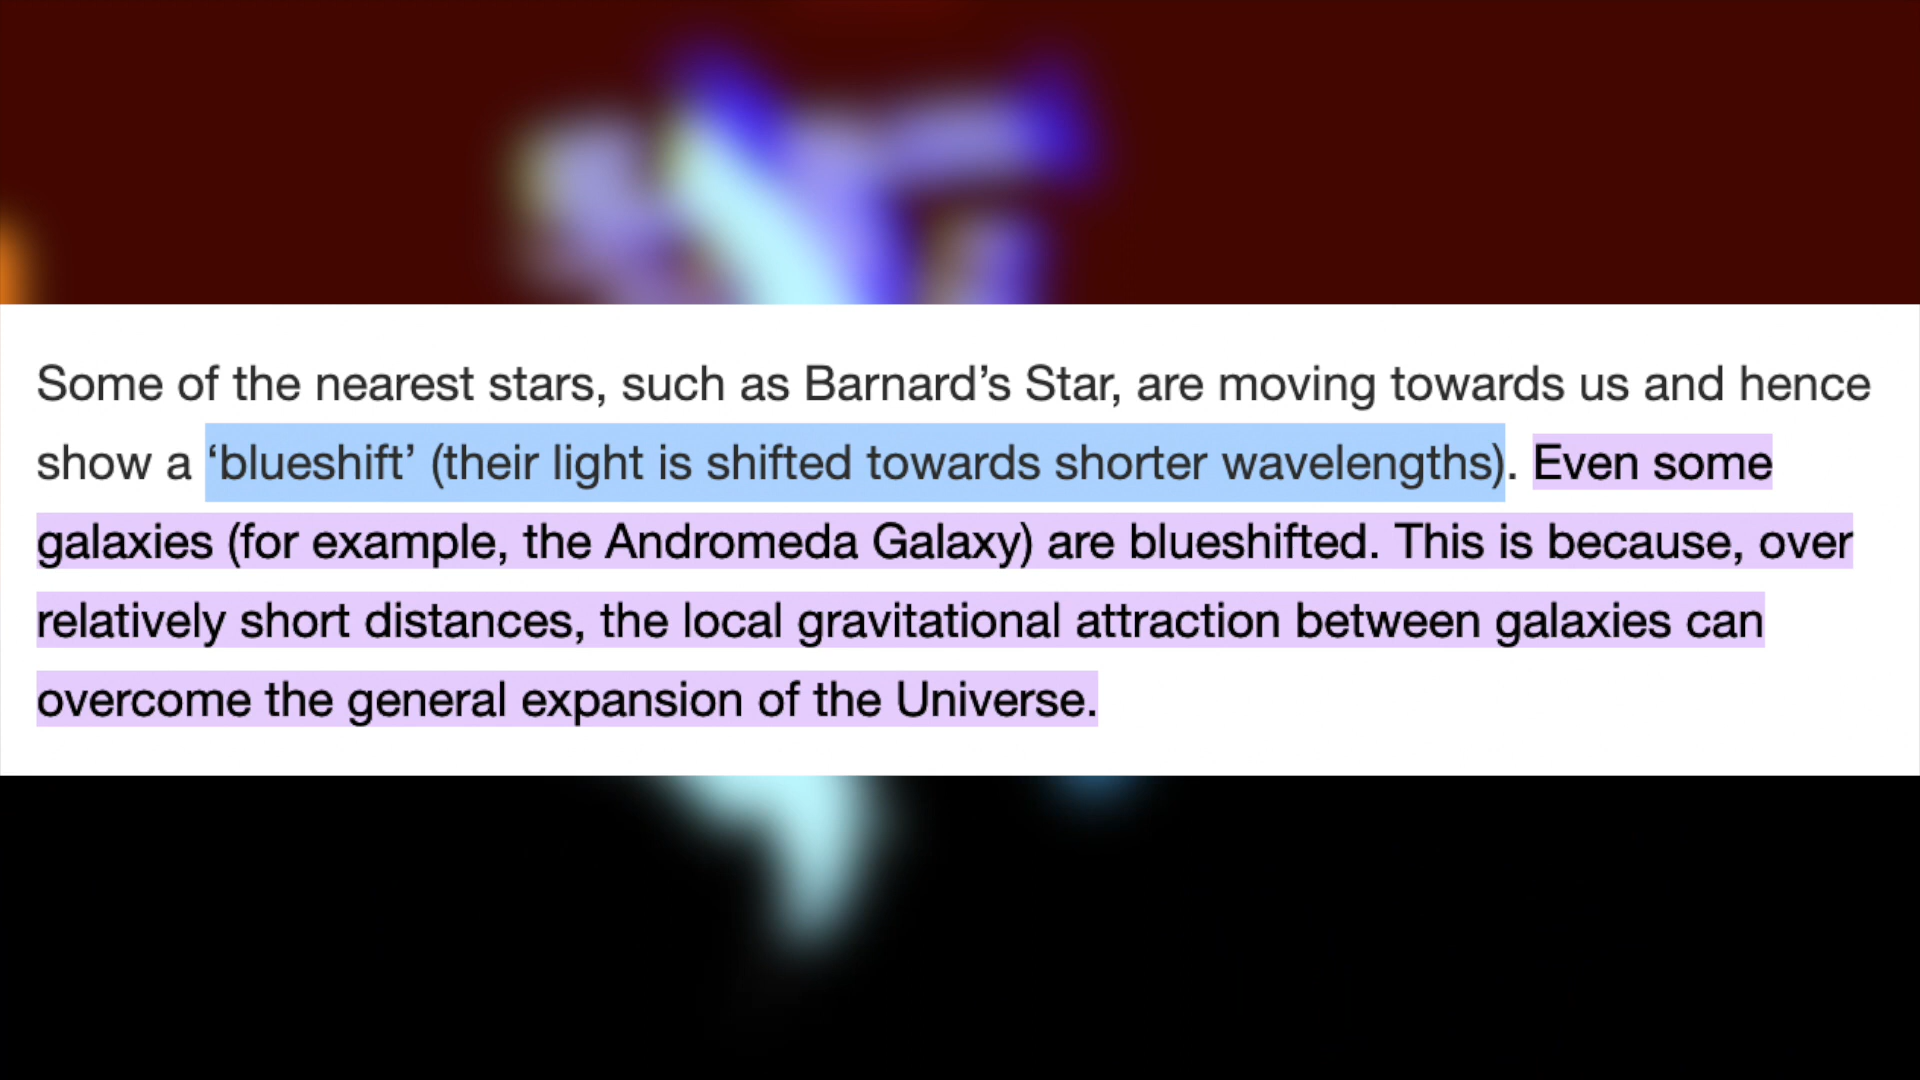 Some of the nearest stars, such as Barnard’s Star, are moving towards us and hence
show a ‘blueshift’ (their light is shifted towards shorter wavelengths). Even some
galaxies (for example, the Andromeda Galaxy) are blueshifted. This is because, over
relatively short distances, the local gravitational attraction between galaxies can
overcome the general expansion of the Universe.